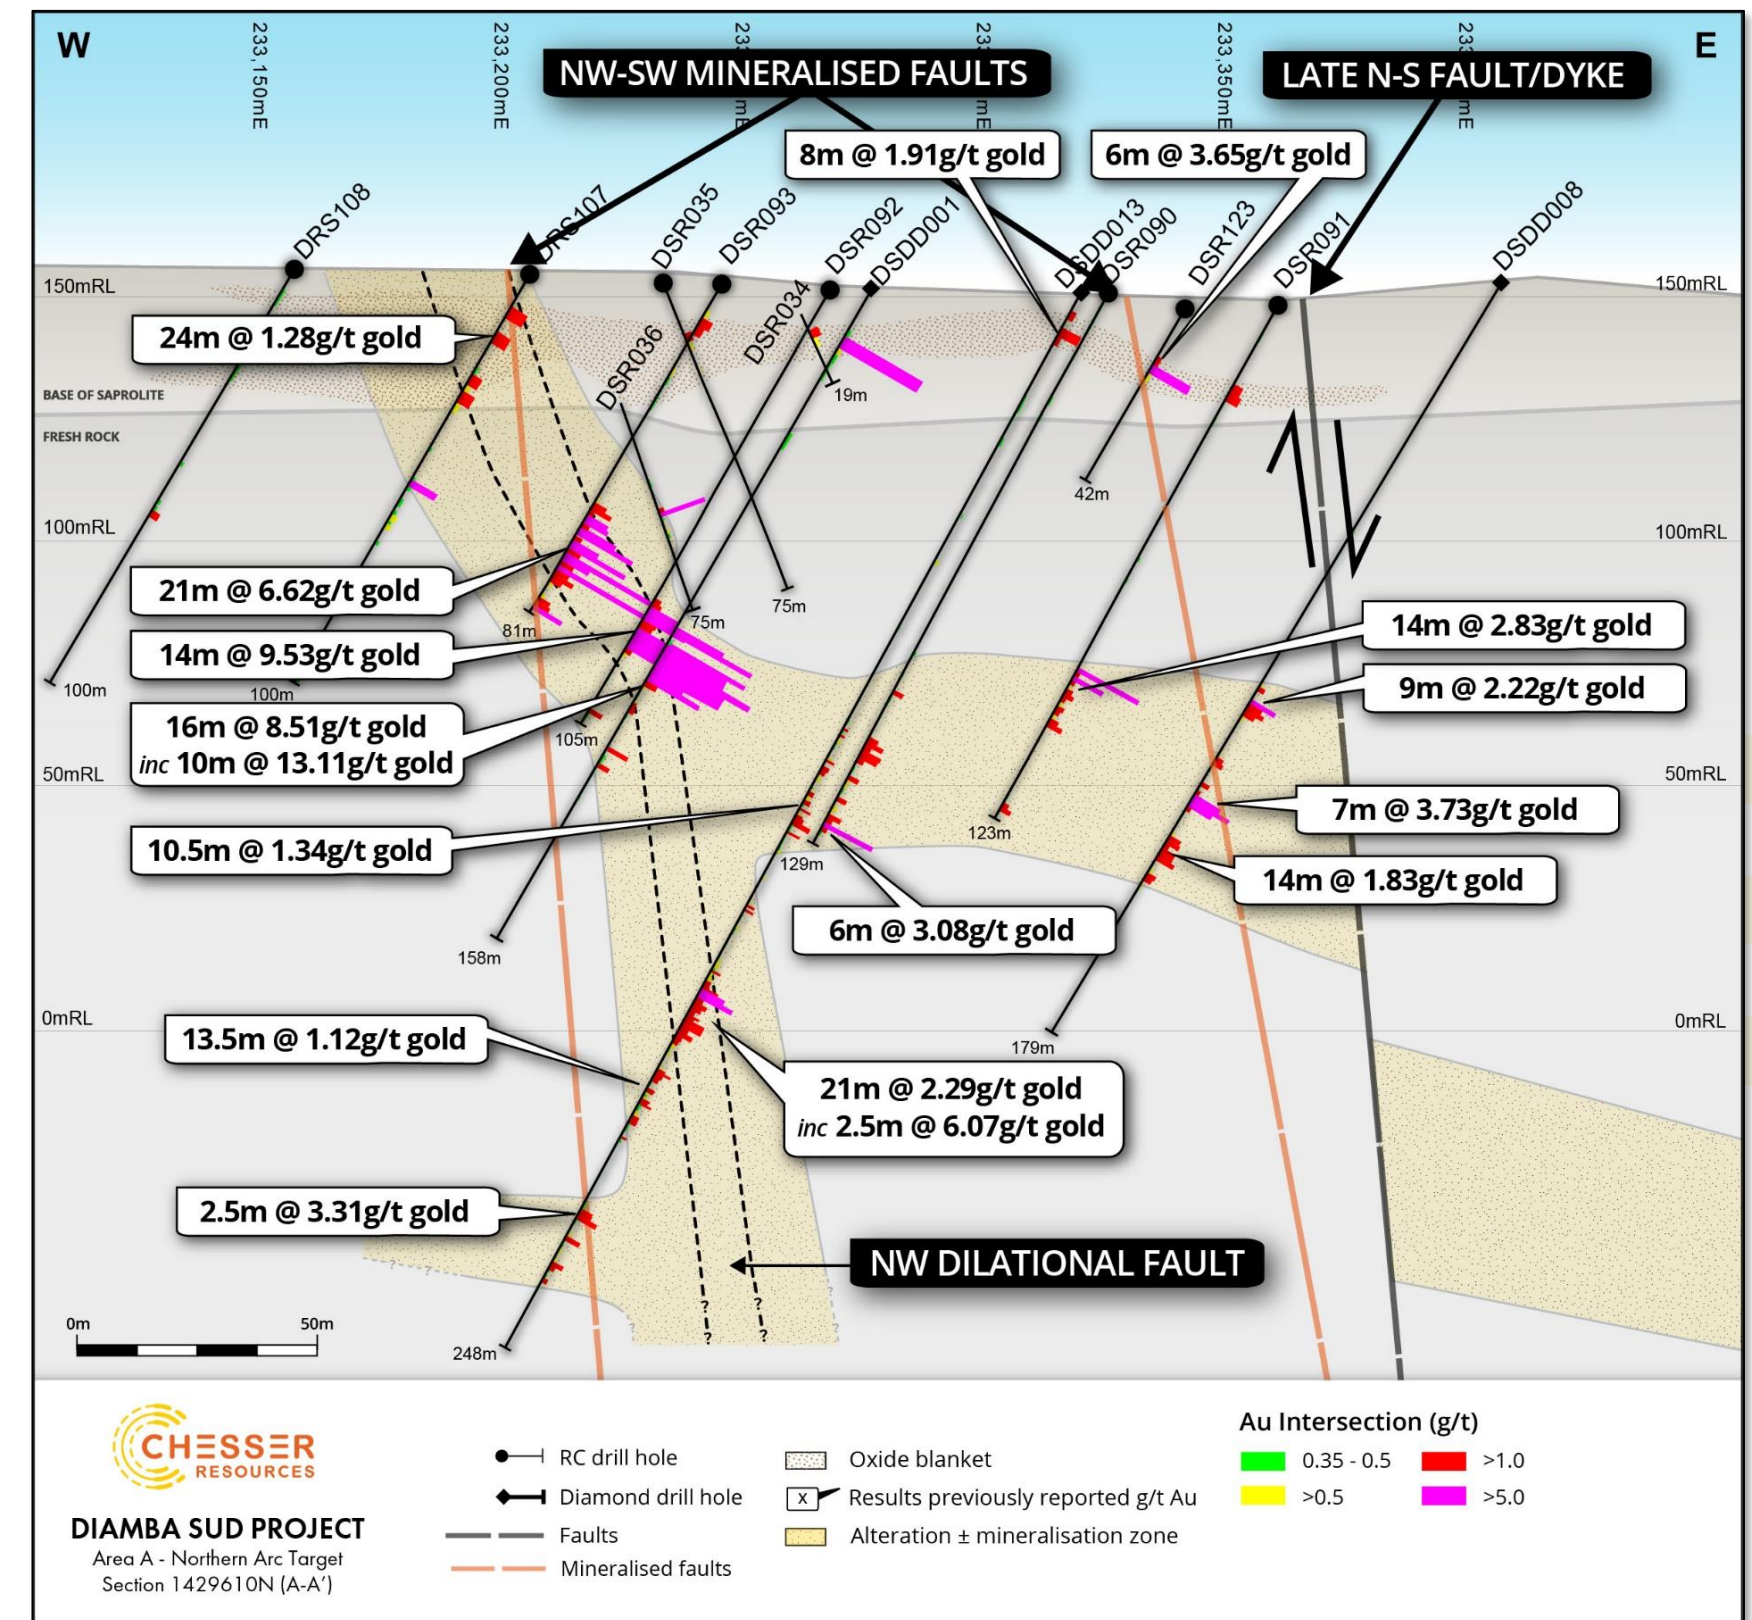 W
E
233,150mE
233,200mE
233,350mE
NW-SW MINERALISED FAULTS
LATE N-S FAULT/DYKE
8m @ 1.91g/t gold
6m @ 3.65g/t gold
DRS108
DRS107
DSR035
DSR093
DSR092
DSDD001
DSDD013
DSR090
DSR123
DSR091
DSDD008
DSR034
DSR036
150mRL
150mRL
24m @ 1.28g/t gold
19m
BASE OF SAPROLITE
FRESH ROCK
42m
100mRL
100mRL
21m @ 6.62g/t gold
81m
75m
75m
14m @ 2.83g/t gold
14m @ 9.53g/t gold
100m
100m
9m @ 2.22g/t gold
16m @ 8.51g/t gold
inc 10m @ 13.11g/t gold
105m
50mRL
50mRL
7m @ 3.73g/t gold
123m
10.5m @ 1.34g/t gold
129m
14m @ 1.83g/t gold
6m @ 3.08g/t gold
158m
0mRL
0mRL
13.5m @ 1.12g/t gold
179m
21m @ 2.29g/t gold
inc 2.5m @ 6.07g/t gold
2.5m @ 3.31g/t gold
NW DILATIONAL FAULT
? ?
? ? ?
? ? ? ?
0m 50m
248m
CHESSER
RESOURCES
DIAMBA SUD PROJECT
Area A - Northern Arc Target
Section 1429610N (A-A’)
RC drill hole
Diamond drill hole
Faults
Mineralised faults
Oxide blanket
X
Results previously reported g/t Au
Alteration ± mineralisation zone
Au Intersection (g/t)
0.35 - 0.5
>1.0
>0.5
>5.0